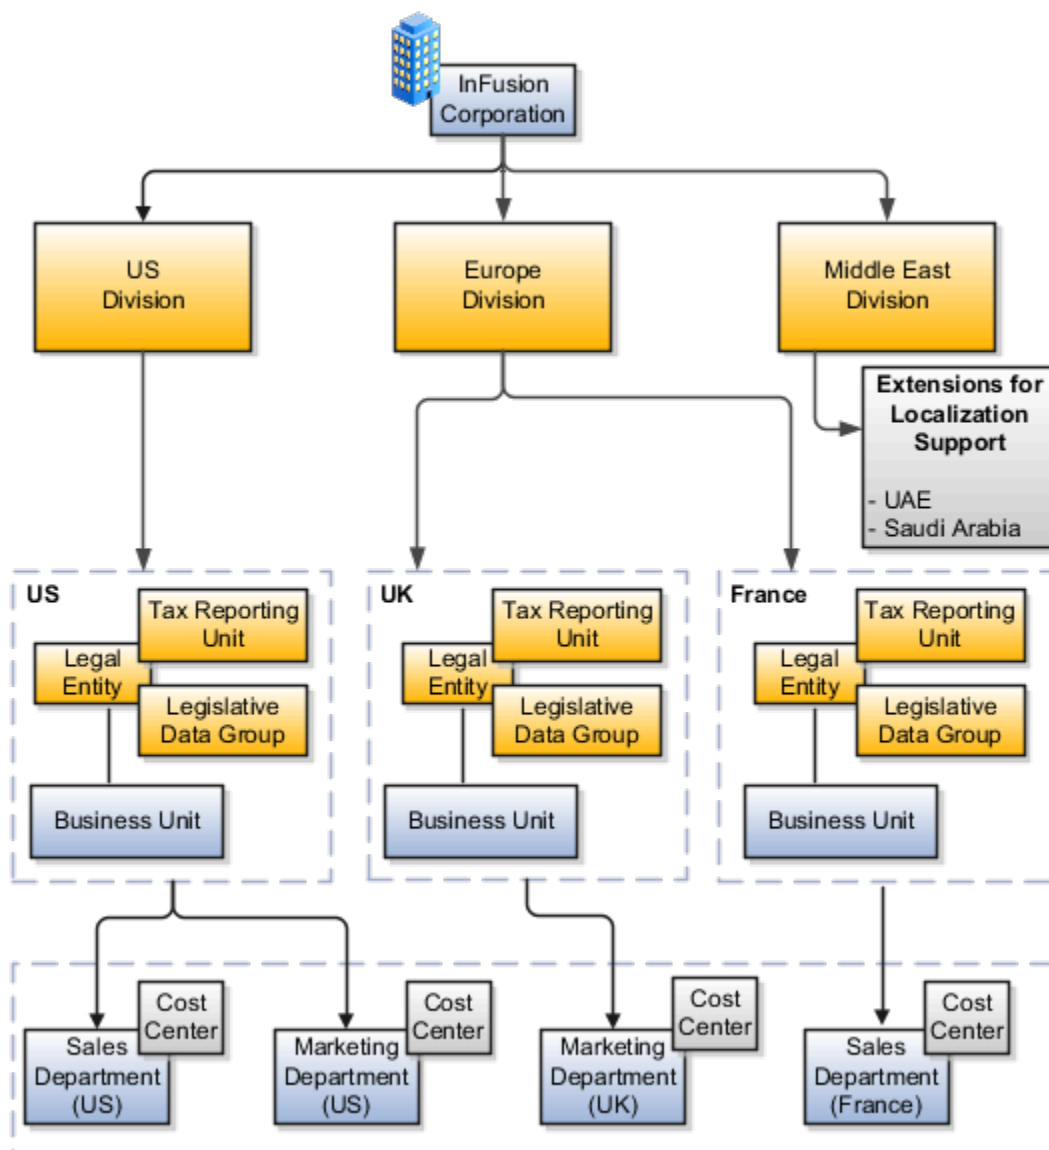 InFusion
Corporation
US
Division
Europe
Division
Middle East
Division
Extensions for
Localization
Support
- UAE
- Saudi Arabia
US
Tax Reporting
Unit
Legal
Entity
Legislative
Data Group
Business Unit
UK
Tax Reporting
Unit
Legal
Entity
Legislative
Data Group
Business Unit
France
Tax Reporting
Unit
Legal
Entity
Legislative
Data Group
Business Unit
Cost
Center
Sales
Department
(US)
Cost
Center
Marketing
Department
(US)
Cost
Center
Marketing
Department
(UK)
Cost
Center
Sales
Department
(France)